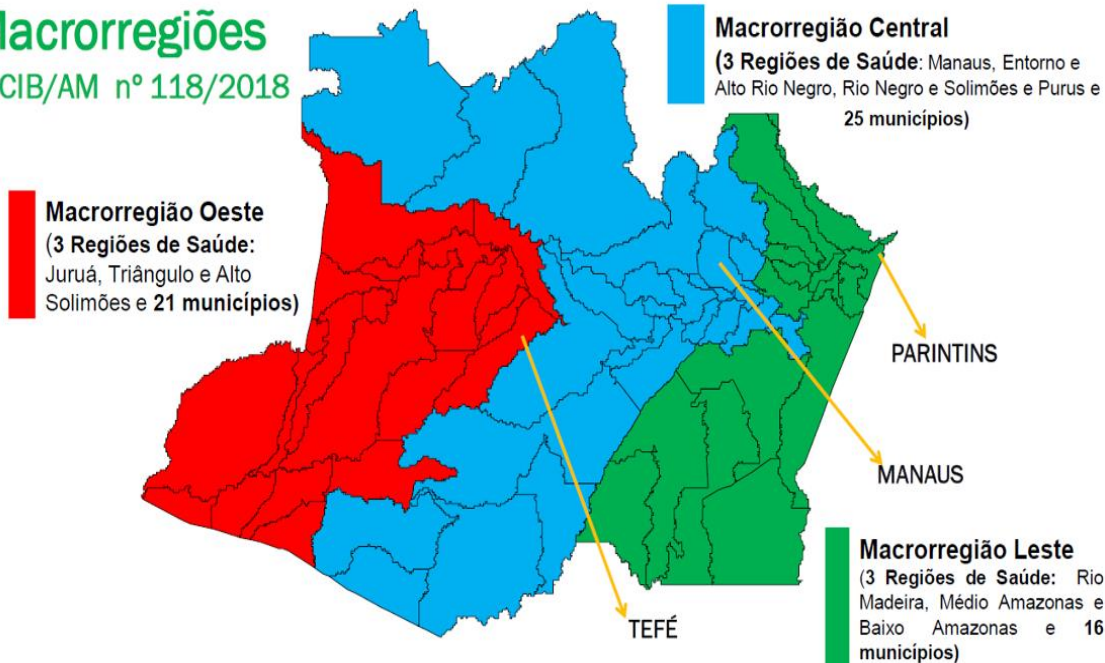 Macrorregiões
CIB/AM nº 118/2018
Macrorregião Central
(3 Regiões de Saúde: Manaus, Entorno e
Alto Rio Negro, Rio Negro e Solimões e Purus e
25 municípios)
Macrorregião Oeste
(3 Regiões de Saúde:
Juruá, Triângulo e Alto
Solimões e 21 municípios)
PARINTINS
MANAUS
Macrorregião Leste
(3 Regiões de Saúde: Rio
Madeira, Médio Amazonas e
Baixo Amazonas e 16
municípios)
TEFÉ